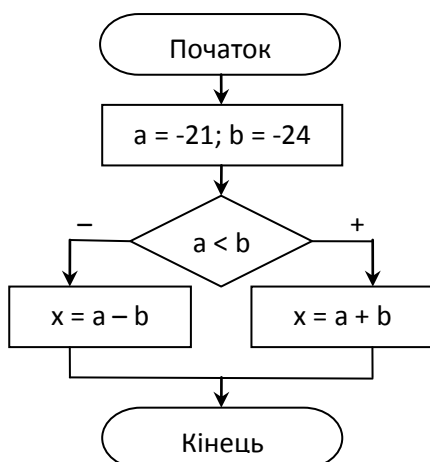 Початок
a = -21; b = -24
a < b
–
+
x = a – b
x = a + b
Кінець